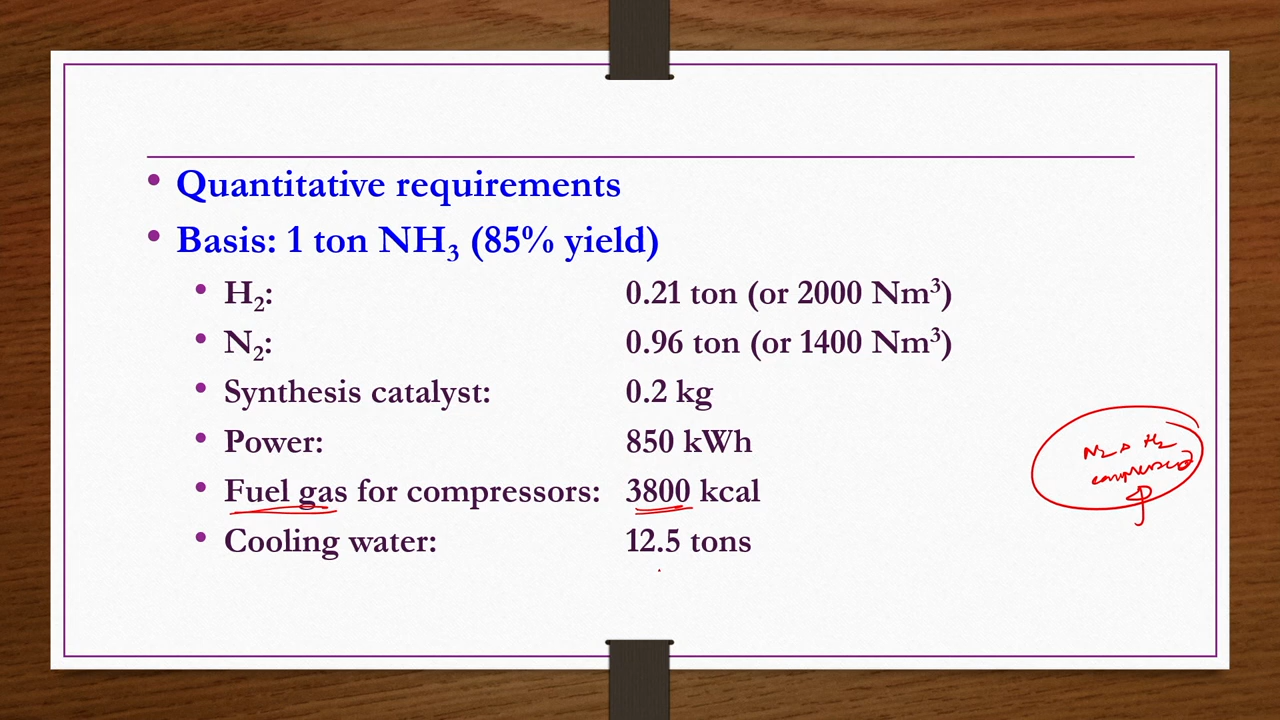 • Quantitative requirements
• Basis: 1 ton NH₃ (85% yield)
• H₂: 0.21 ton (or 2000 Nm³)
• N₂: 0.96 ton (or 1400 Nm³)
• Synthesis catalyst: 0.2 kg
• Power: 850 kWh
• Fuel gas for compressors: 3800 kcal
• Cooling water: 12.5 tons
N₂ H₂